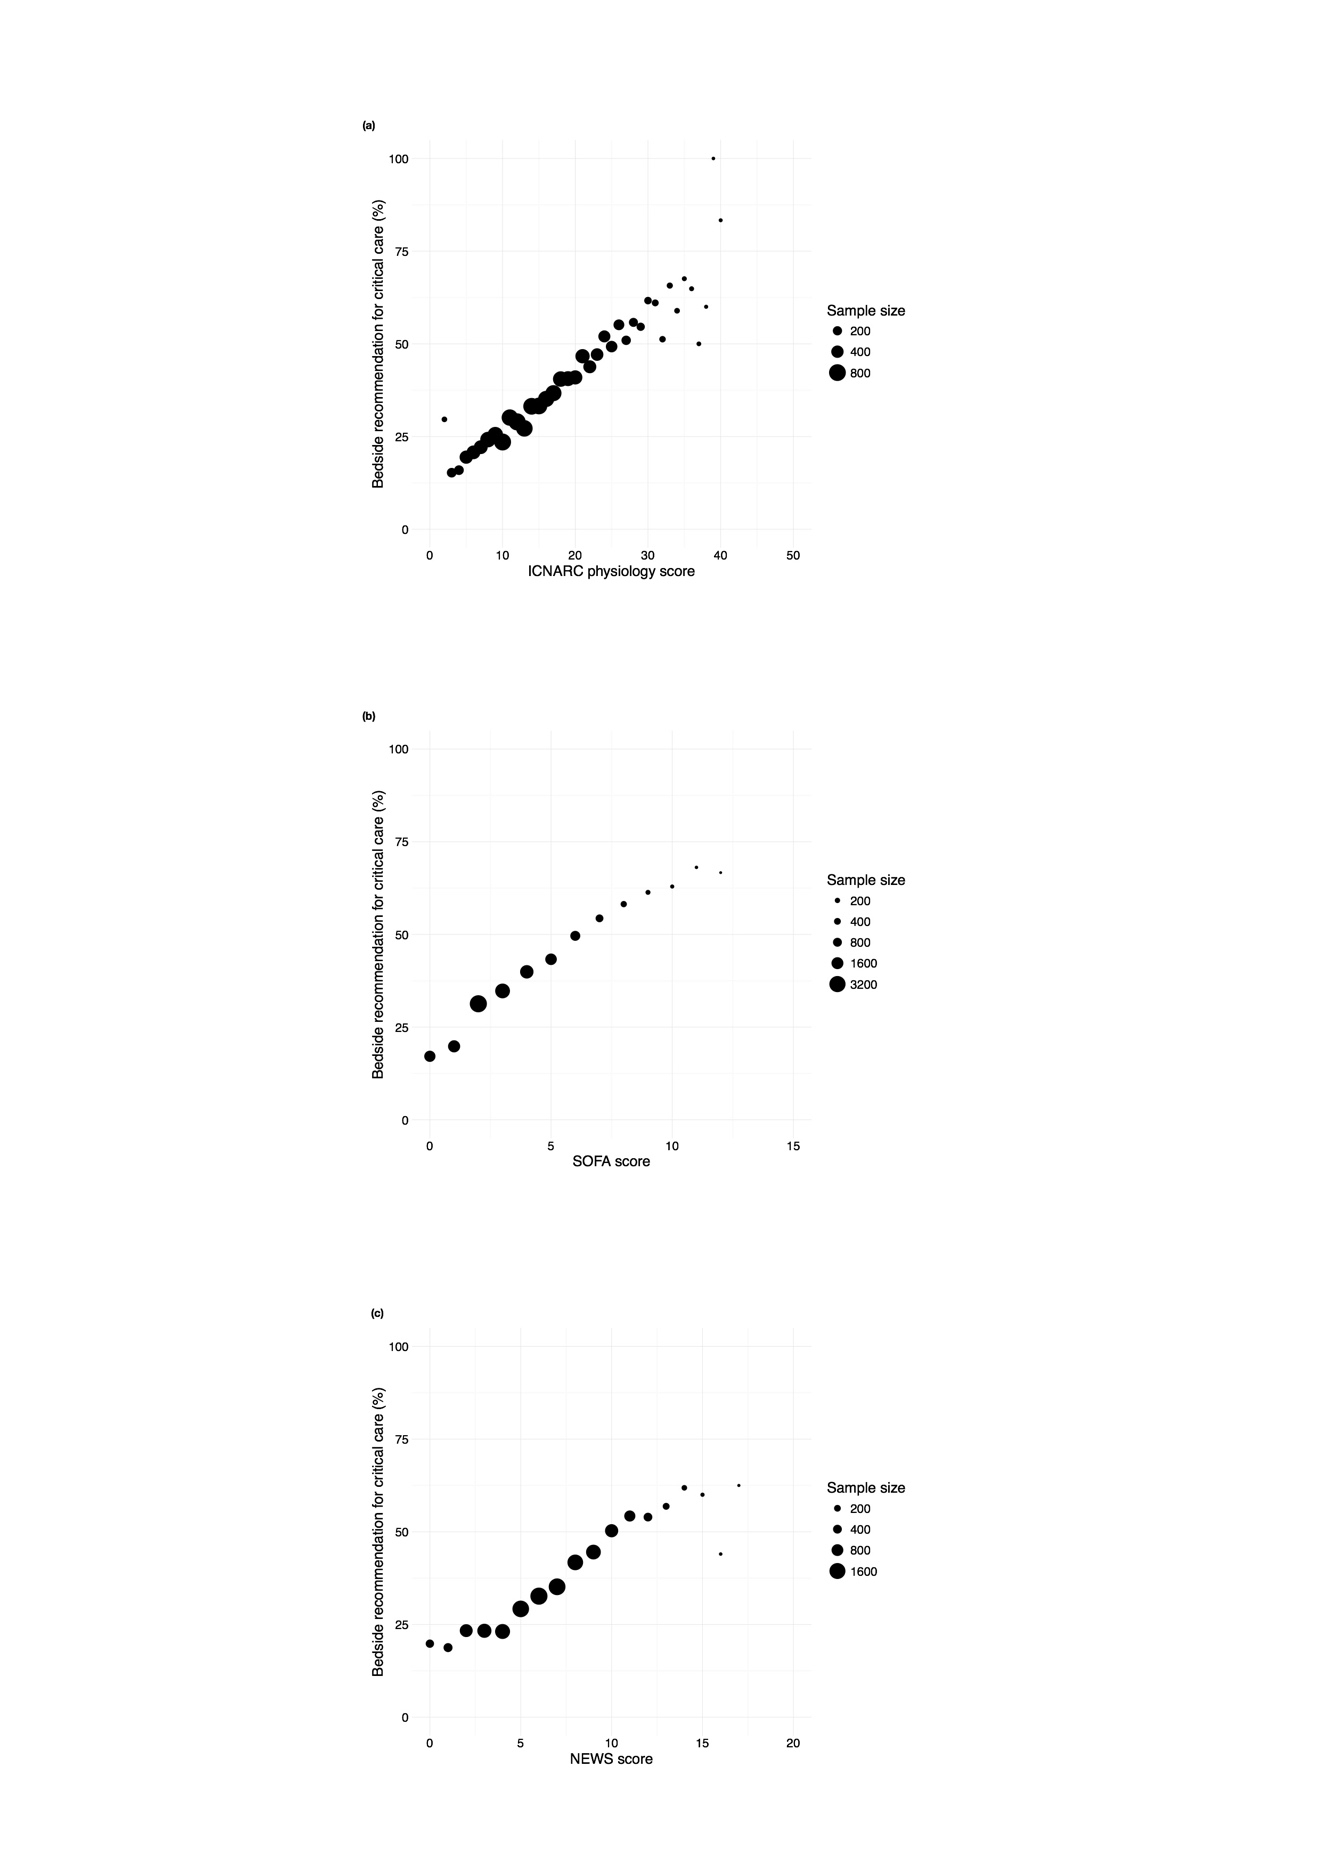 (a)
Bedside recommendation for critical care (%)
100
75
50
25
0
0 10 20 30 40 50
ICNARC physiology score
Sample size
200
400
800
(b)
Bedside recommendation for critical care (%)
100
75
50
25
0
0 5 10 15
SOFA score
Sample size
200
400
800
1600
3200
(c)
Bedside recommendation for critical care (%)
100
75
50
25
0
0 5 10 15 20
NEWS score
Sample size
200
400
800
1600